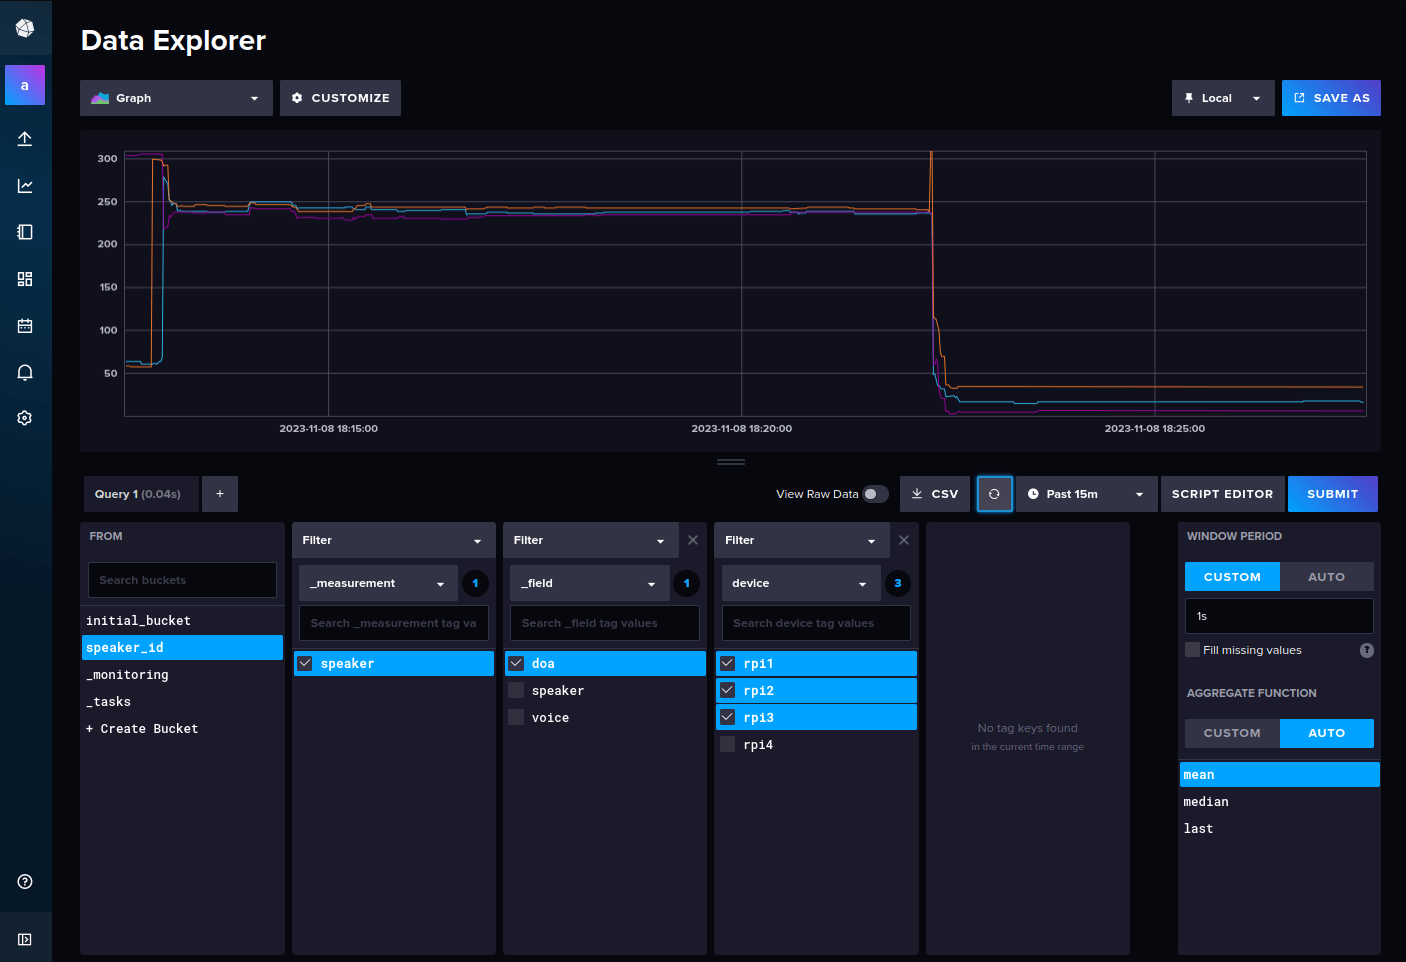 Data Explorer
a
Graph
CUSTOMIZE
Local
SAVE AS
300
250
200
150
100
50
2023-11-08 18:15:00
2023-11-08 18:20:00
2023-11-08 18:25:00
Query 1 (0.04s)
+
View Raw Data
CSV
Past 15m
SCRIPT EDITOR
SUBMIT
FROM
Search buckets
initial_bucket
speaker_id
_monitoring
_tasks
+ Create Bucket
Filter
_measurement
1
Search _measurement tag va
speaker
Filter
_field
1
Search _field tag values
doa
speaker
voice
Filter
device
3
Search device tag values
rpi1
rpi2
rpi3
rpi4
No tag keys found
in the current time range
WINDOW PERIOD
CUSTOM
AUTO
1s
Fill missing values
?
AGGREGATE FUNCTION
CUSTOM
AUTO
mean
median
last